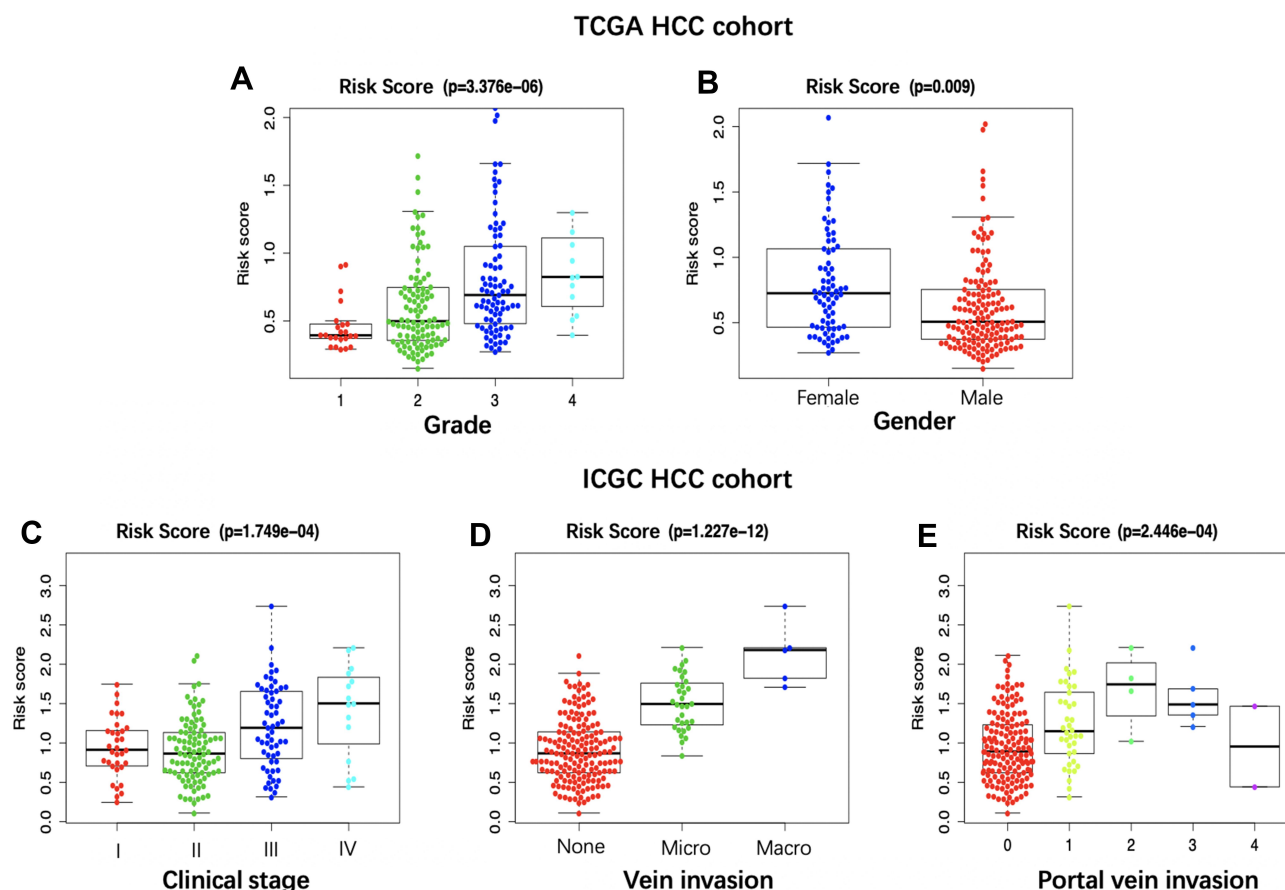 TCGA HCC cohort
A
Risk Score (p=3.376e-06)
Risk score
2.0
1.5
1.0
0.5
1 2 3 4
Grade
B
Risk Score (p=0.009)
Risk score
2.0
1.5
1.0
0.5
Female Male
Gender
ICGC HCC cohort
C
Risk Score (p=1.749e-04)
Risk score
3.0
2.5
2.0
1.5
1.0
0.5
0.0
I II III IV
Clinical stage
D
Risk Score (p=1.227e-12)
Risk score
3.0
2.5
2.0
1.5
1.0
0.5
0.0
None Micro Macro
Vein invasion
E
Risk Score (p=2.446e-04)
Risk score
3.0
2.5
2.0
1.5
1.0
0.5
0.0
0 1 2 3 4
Portal vein invasion